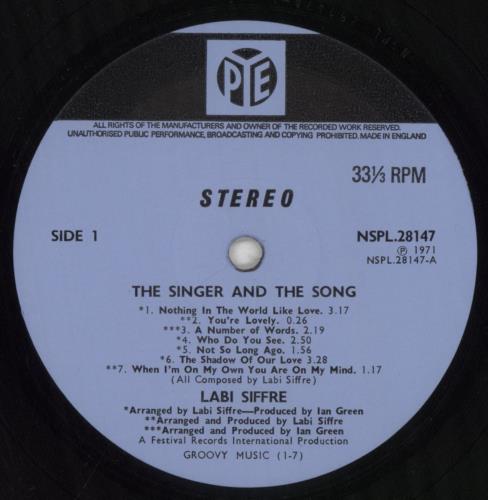 PYE
ALL RIGHTS OF THE MANUFACTURERS AND OWNER OF THE RECORDED WORK RESERVED.
UNAUTHORISED PUBLIC PERFORMANCE, BROADCASTING AND COPYING PROHIBITED. MADE IN ENGLAND
33⅓ RPM
STEREO
SIDE 1
NSPL.28147
Ⓟ 1971
NSPL.28147-A
THE SINGER AND THE SONG
*1. Nothing In The World Like Love. 3.17
**2. You're Lovely. 0.26
***3. A Number of Words. 2.19
*4. Who Do You See. 2.50
*5. Not So Long Ago. 1.56
*6. The Shadow Of Our Love 3.28
**7. When I'm On My Own You Are On My Mind. 1.17
(All Composed by Labi Siffre)
LABI SIFFRE
*Arranged by Labi Siffre—Produced by Ian Green
**Arranged and Produced by Labi Siffre
***Arranged and Produced by Ian Green
A Festival Records International Production
GROOVY MUSIC (1-7)